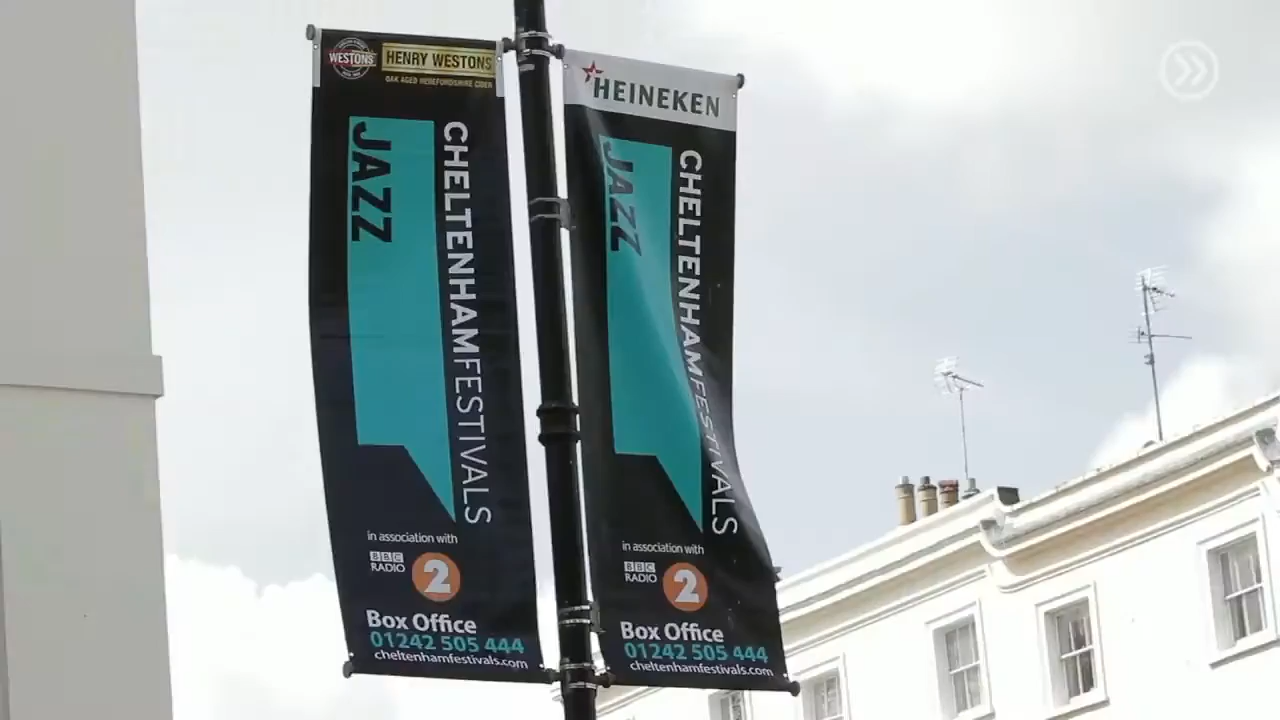 WESTONS
HENRY WESTONS
OAK AGED HEREFORDSHIRE CIDER
JAZZ
CHELTENHAMFESTIVALS
in association with
BBC
RADIO
2
Box Office
01242 505 444
cheltenhamfestivals.com
HEINEKEN
JAZZ
CHELTENHAMFESTIVALS
in association with
BBC
RADIO
2
Box Office
01242 505 444
cheltenhamfestivals.com